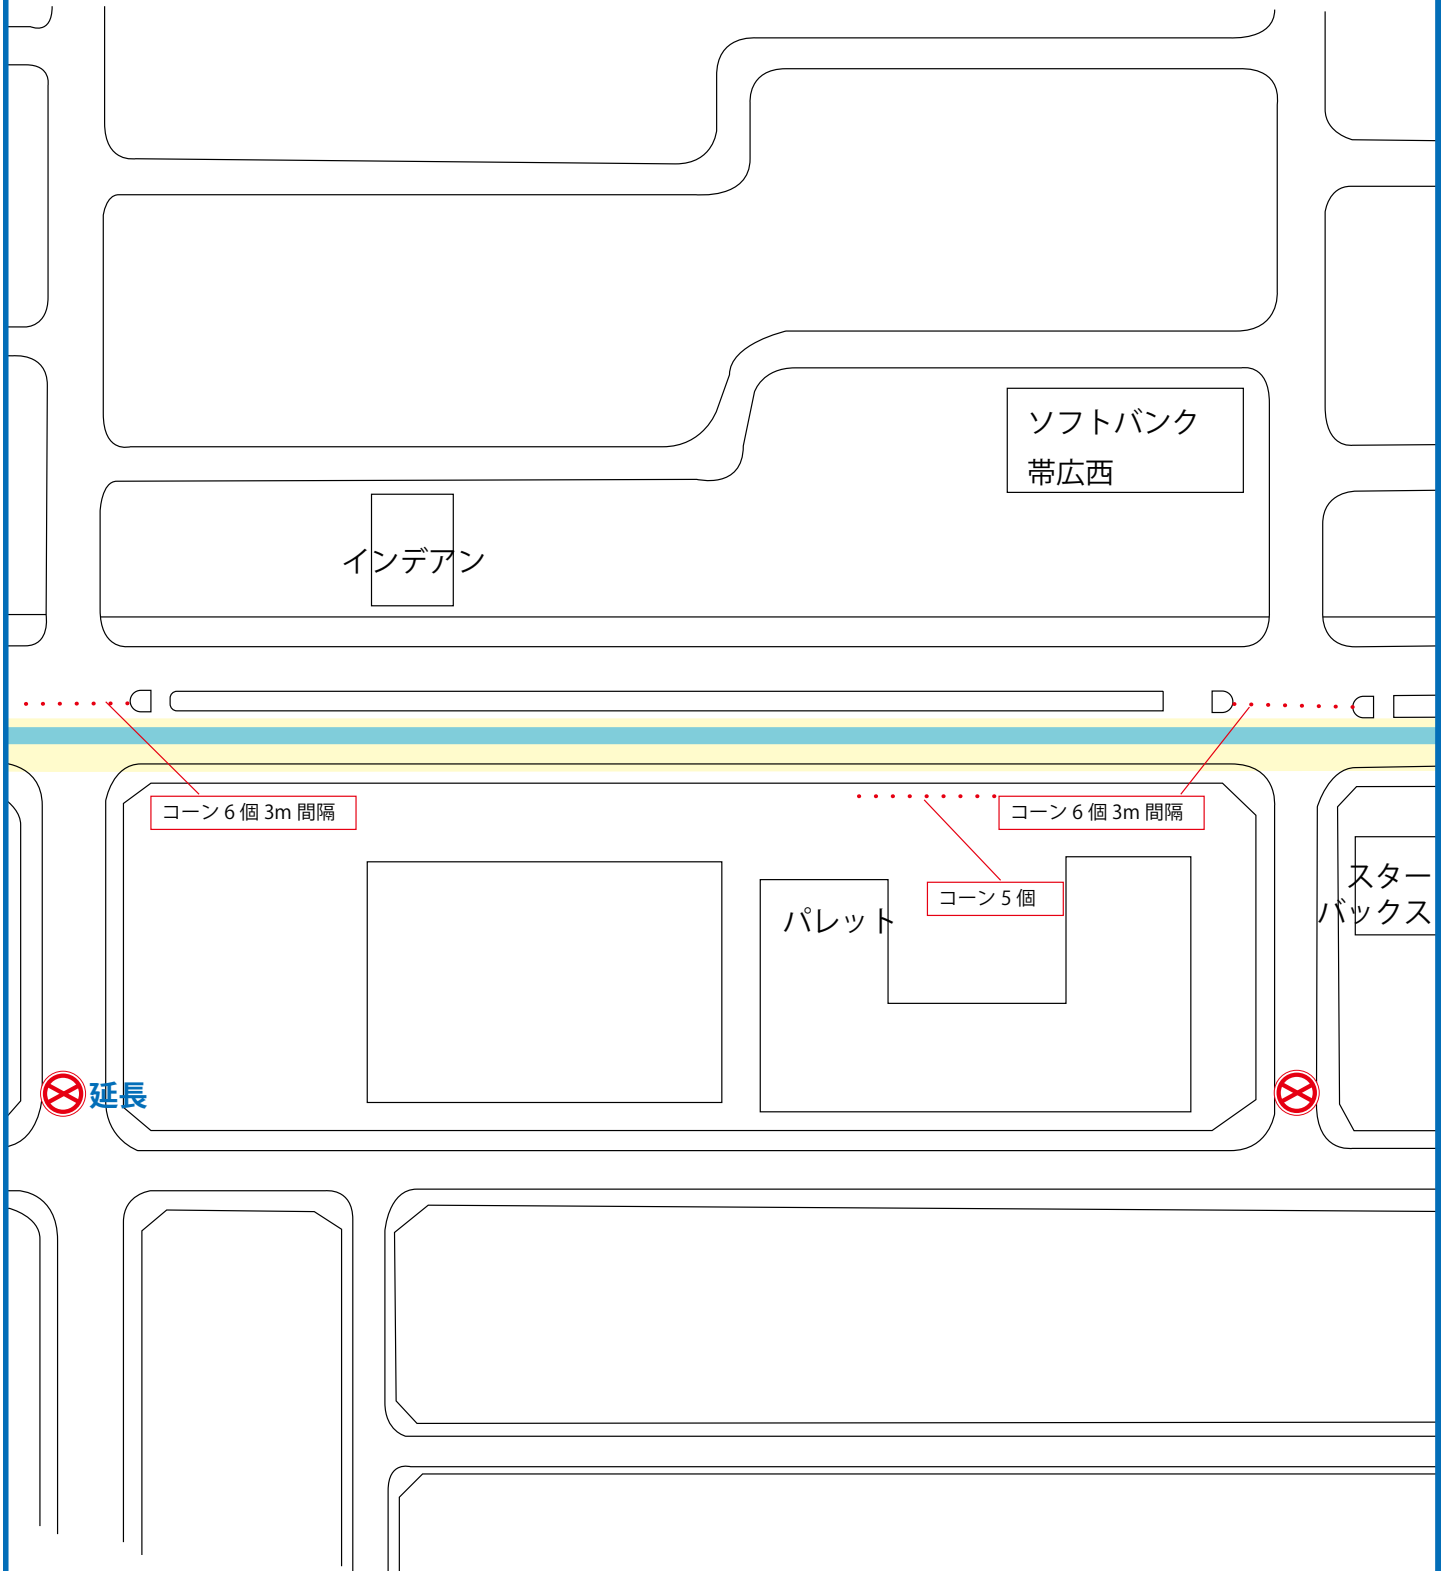 ソフトバンク
帯広西
インデアン
コーン 6 個 3m 間隔
コーン 6 個 3m 間隔
コーン 5 個
パレット
スター
バックス
延長